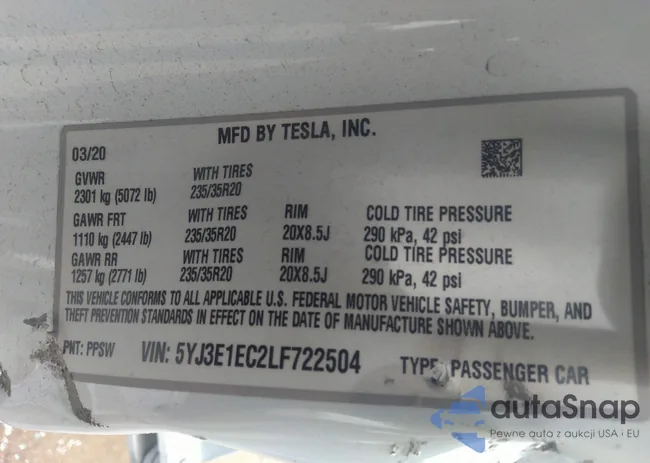 MFD BY TESLA, INC.
03/20
GVWR WITH TIRES
2301 kg (5072 lb) 235/35R20
GAWR FRT WITH TIRES RIM COLD TIRE PRESSURE
1110 kg (2447 lb) 235/35R20 20X8.5J 290 kPa, 42 psi
GAWR RR WITH TIRES RIM COLD TIRE PRESSURE
1257 kg (2771 lb) 235/35R20 20X8.5J 290 kPa, 42 psi
THIS VEHICLE CONFORMS TO ALL APPLICABLE U.S. FEDERAL MOTOR VEHICLE SAFETY, BUMPER, AND
THEFT PREVENTION STANDARDS IN EFFECT ON THE DATE OF MANUFACTURE SHOWN ABOVE.
PNT: PPSW VIN: 5YJ3E1EC2LF722504 TYPE: PASSENGER CAR
autoSnap
Pewne auta z aukcji USA i EU